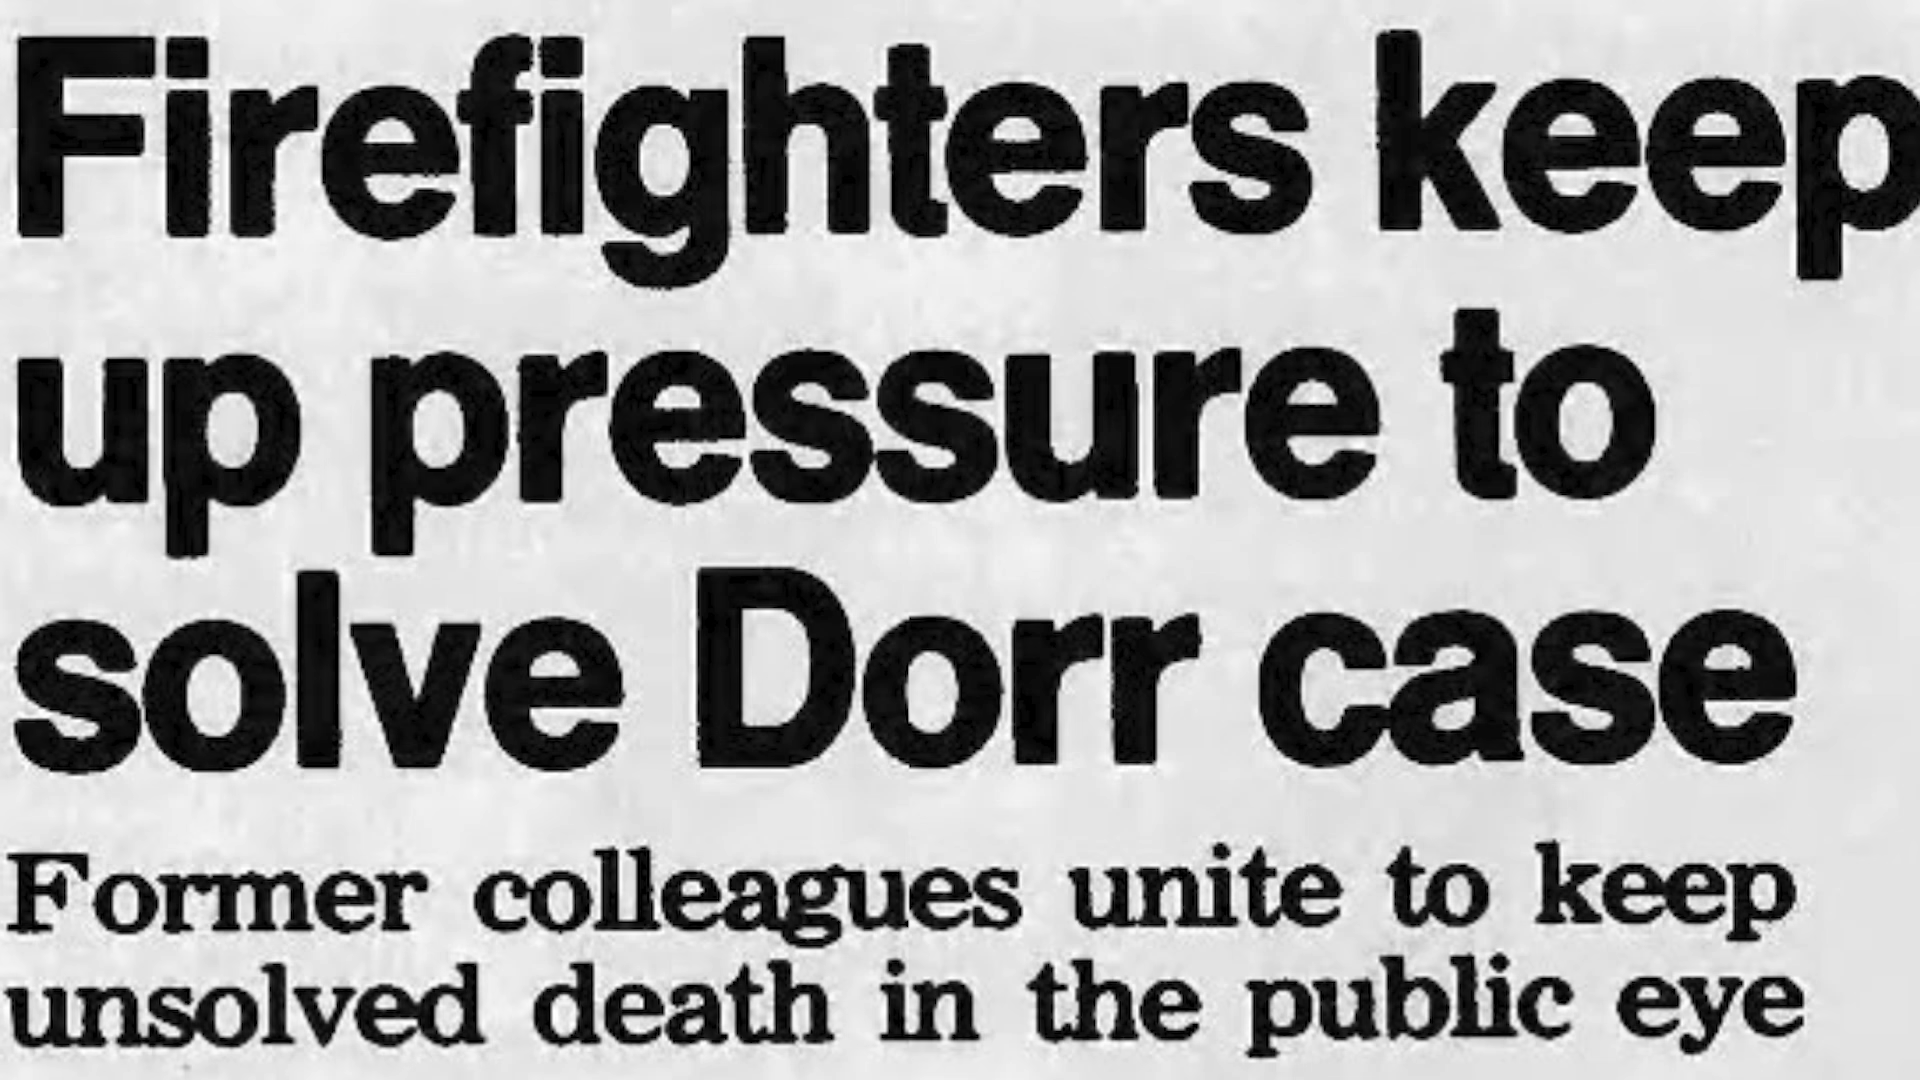 Firefighters keep
up pressure to
solve Dorr case
Former colleagues unite to keep
unsolved death in the public eye